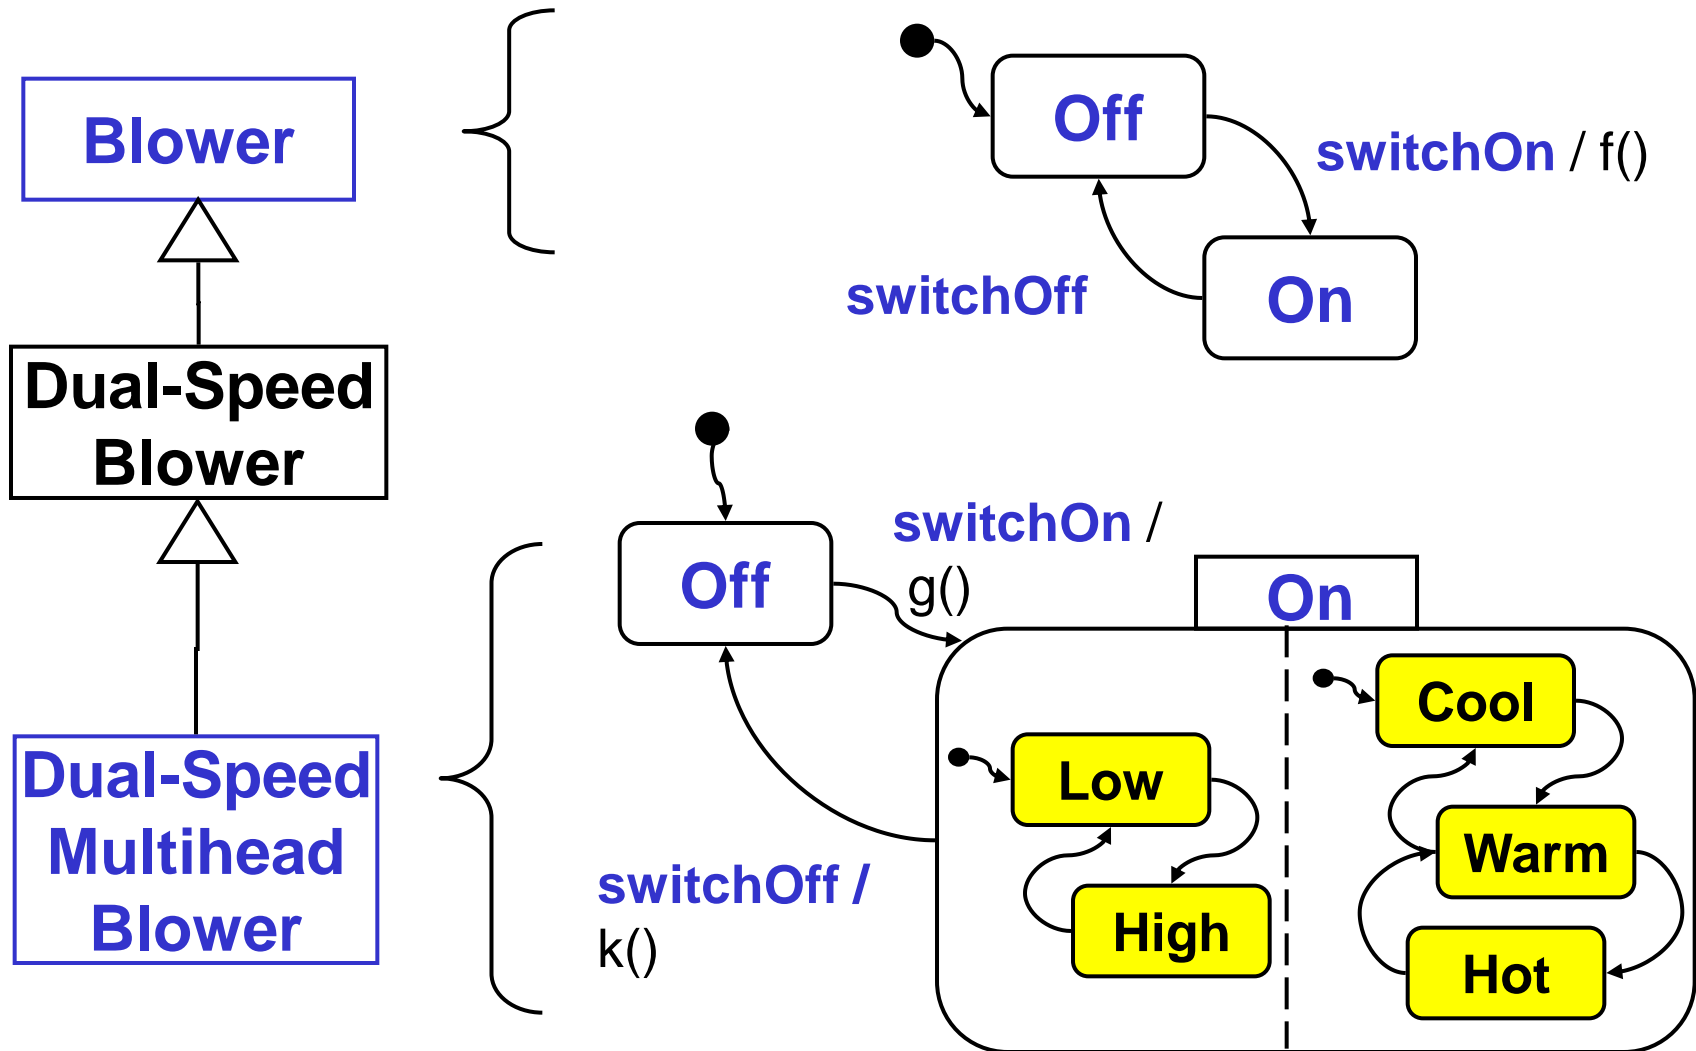 Blower
Dual-Speed
Blower
Dual-Speed
Multihead
Blower
Off
switchOn / f()
switchOff
On
Off
switchOn /
g()
On
switchOff /
k()
Low
High
Cool
Warm
Hot